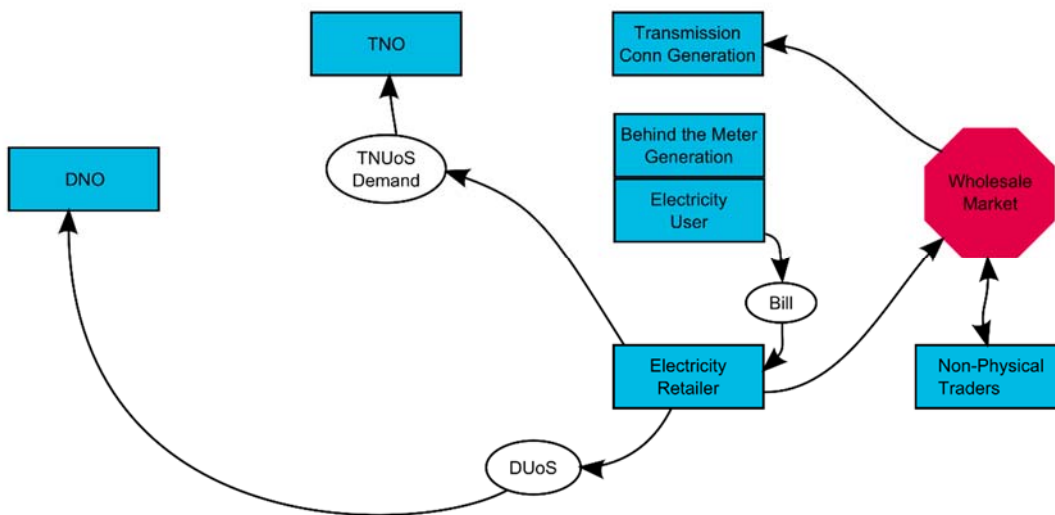 TNO
Transmission
Conn Generation
Behind the Meter
Generation
TNUoS
Demand
DNO
Electricity
User
Wholesale
Market
Bill
Electricity
Retailer
Non-Physical
Traders
DUoS